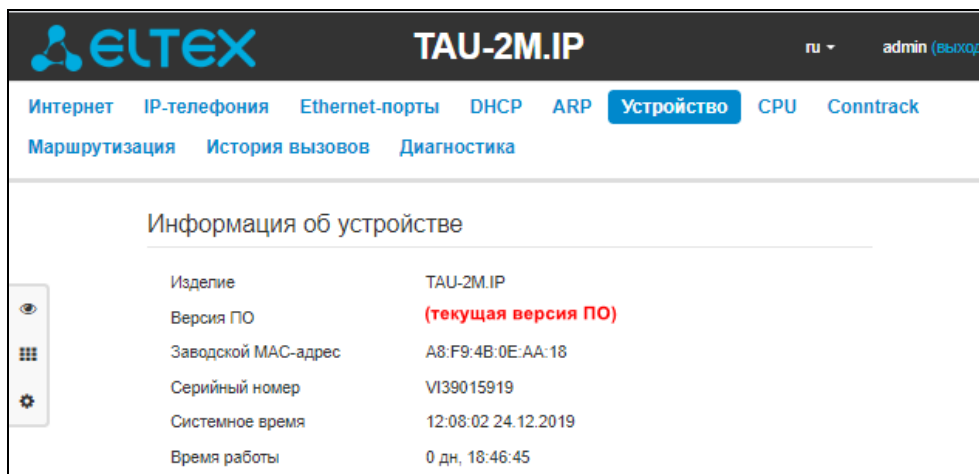 ELTEX TAU-2M.IP ru admin (выход
Интернет IP-телефония Ethernet-порты DHCP ARP Устройство CPU Conntrack
Маршрутизация История вызовов Диагностика
Информация об устройстве
Изделие TAU-2M.IP
Версия ПО (текущая версия ПО)
Заводской MAC-адрес A8:F9:4B:0E:AA:18
Серийный номер VI39015919
Системное время 12:08:02 24.12.2019
Время работы 0 дн, 18:46:45